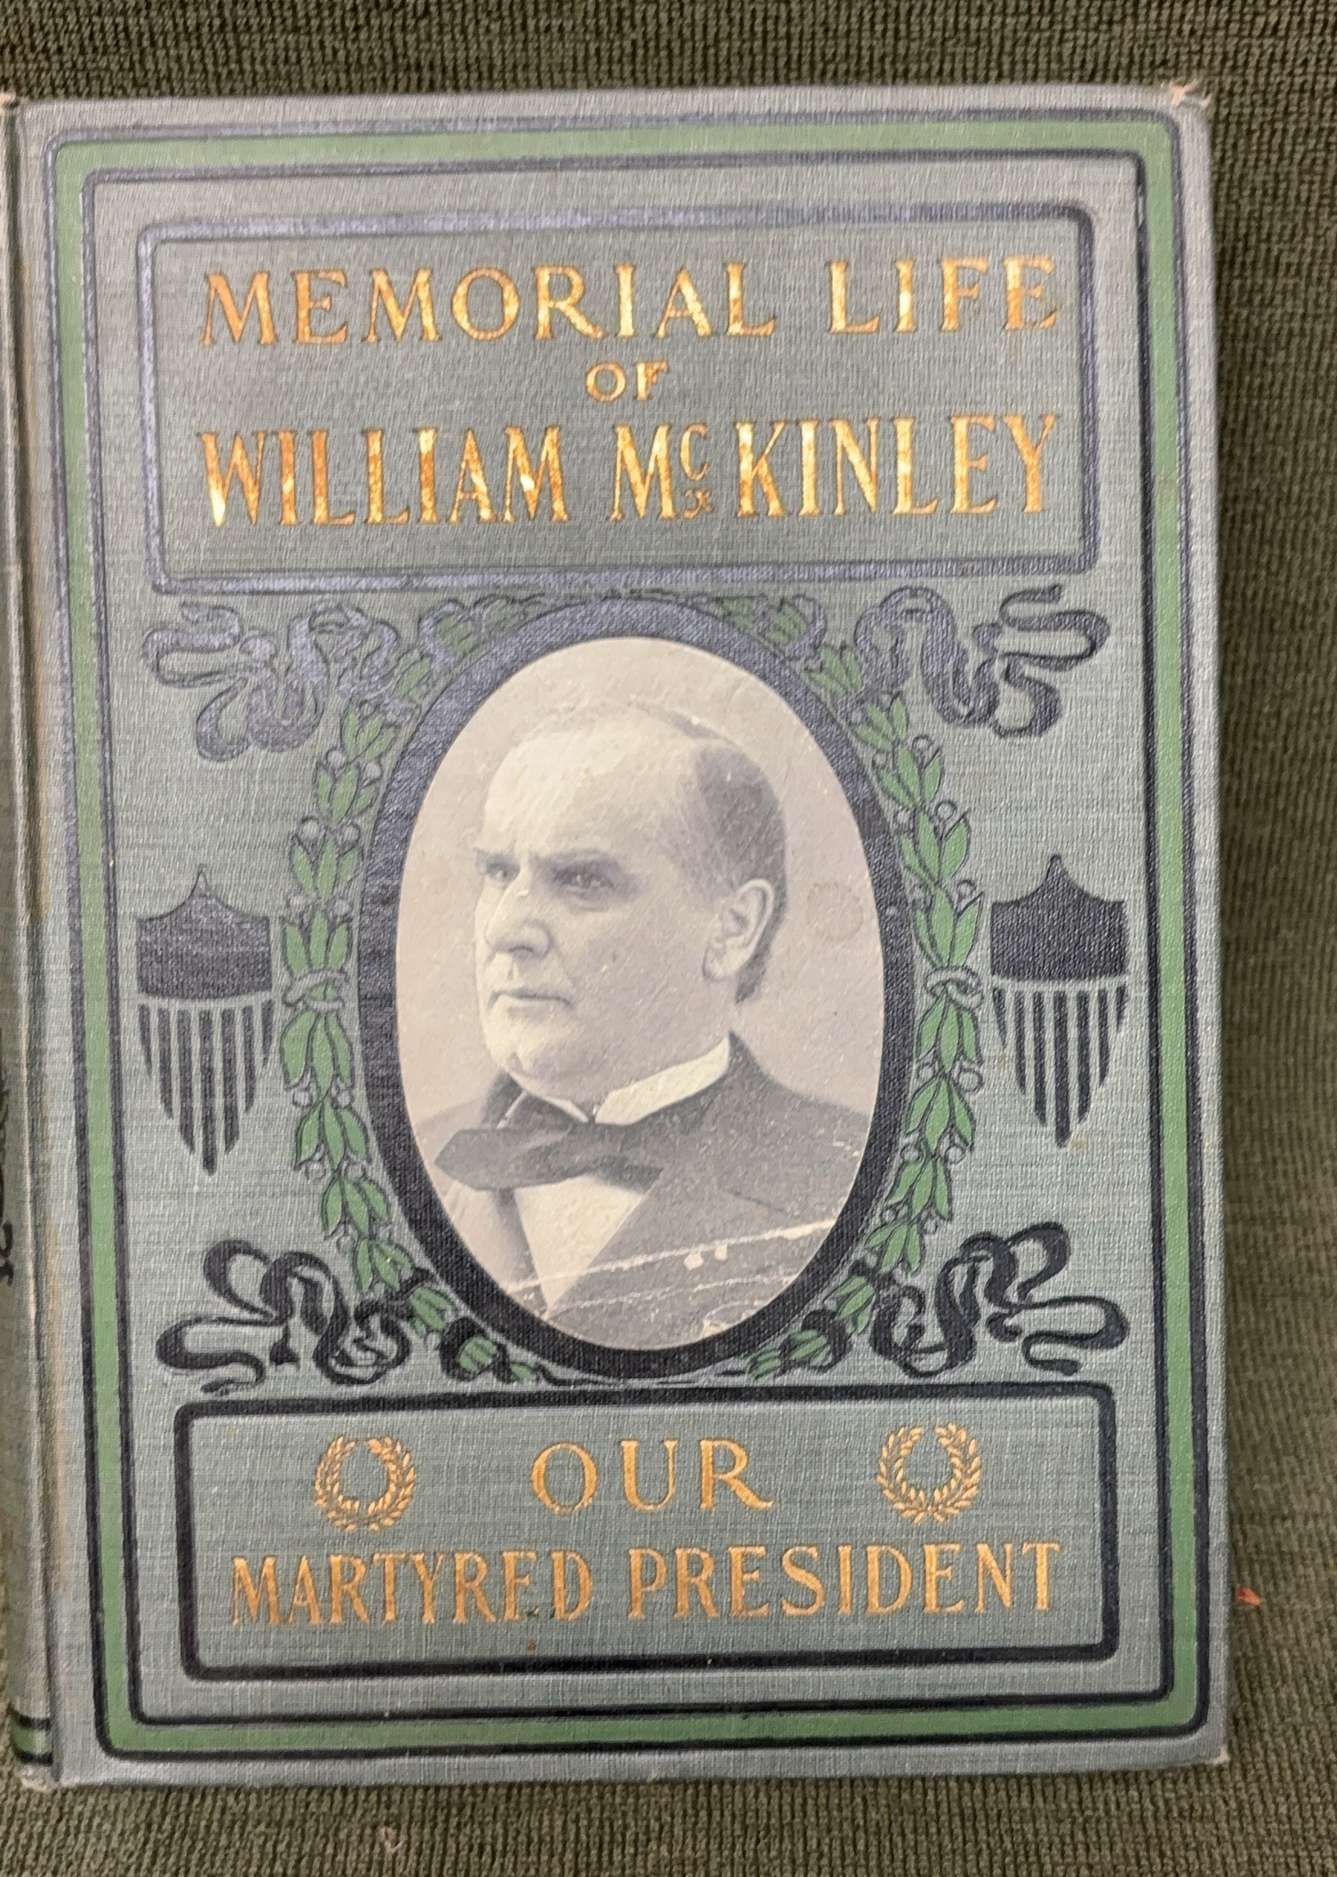 MEMORIAL LIFE
OF
WILLIAM McKINLEY
OUR
MARTYRED PRESIDENT